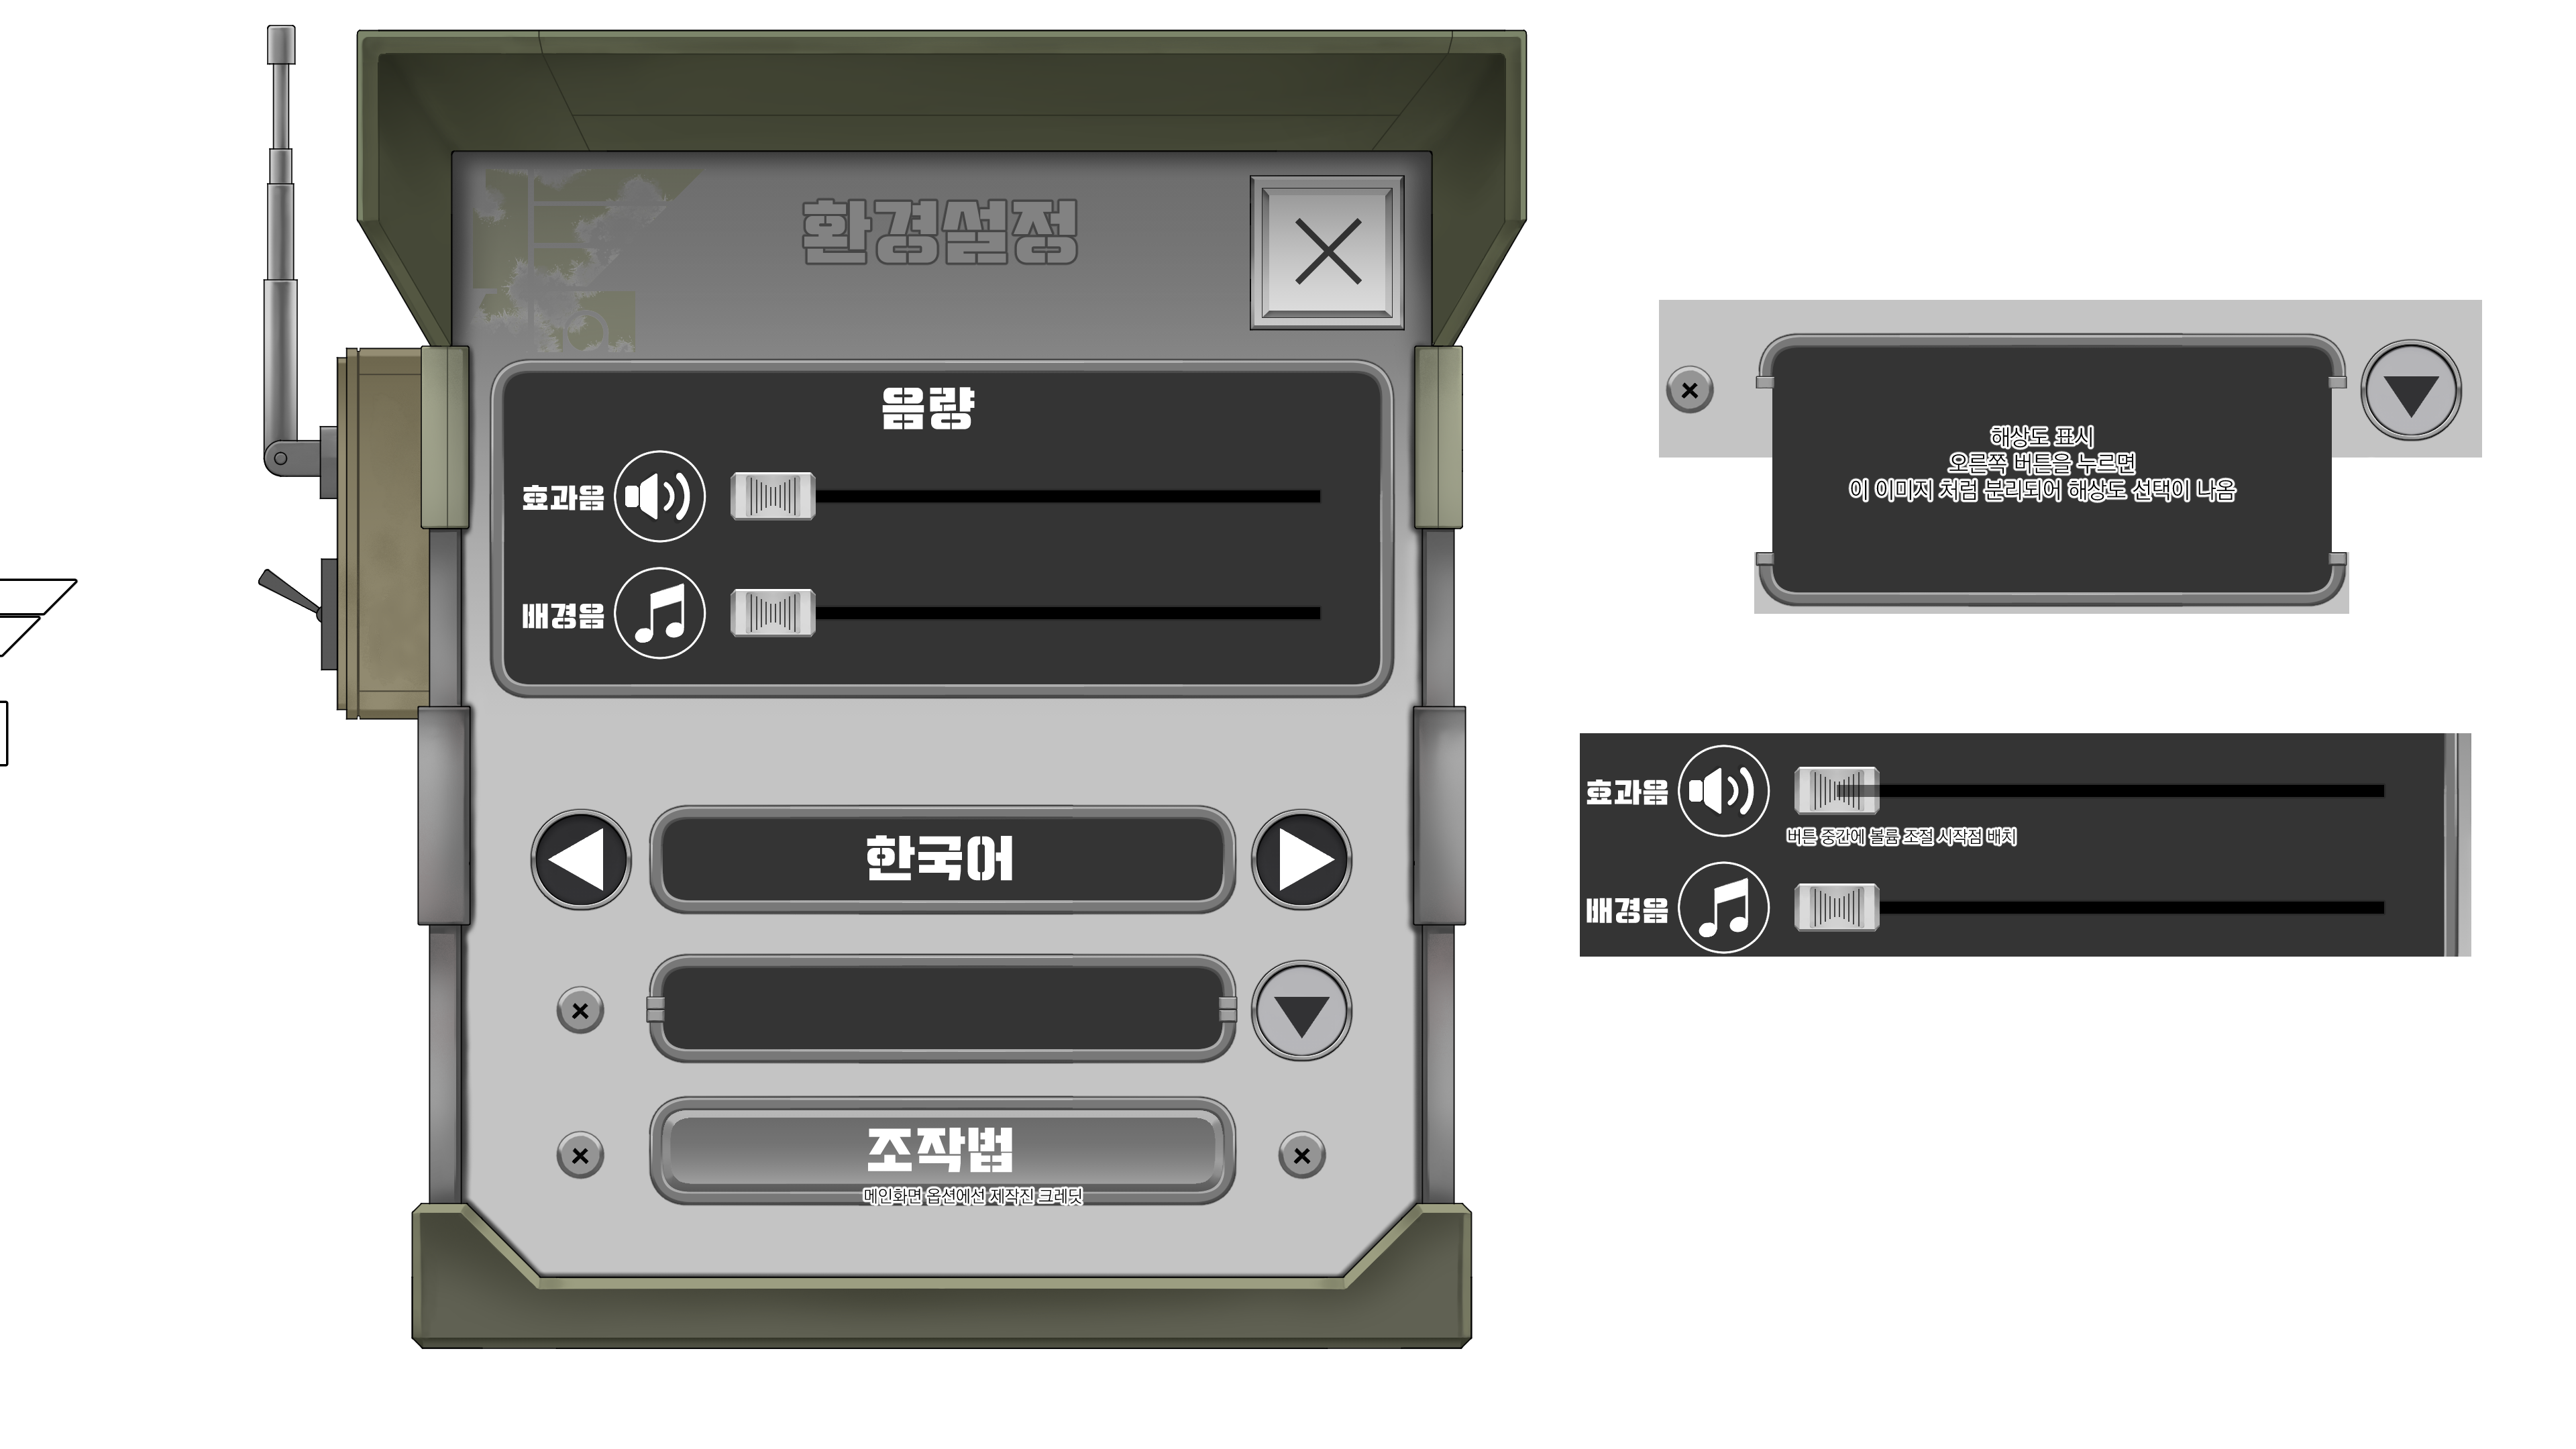 환경설정
음량
효과음
배경음
한국어
조작법
메인화면 옵션에선 제작진 크레딧
해상도 표시
오른쪽 버튼을 누르면
이 이미지 처럼 분리되어 해상도 선택이 나옴
효과음
버튼 중간에 볼륨 조절 시작점 배치
배경음